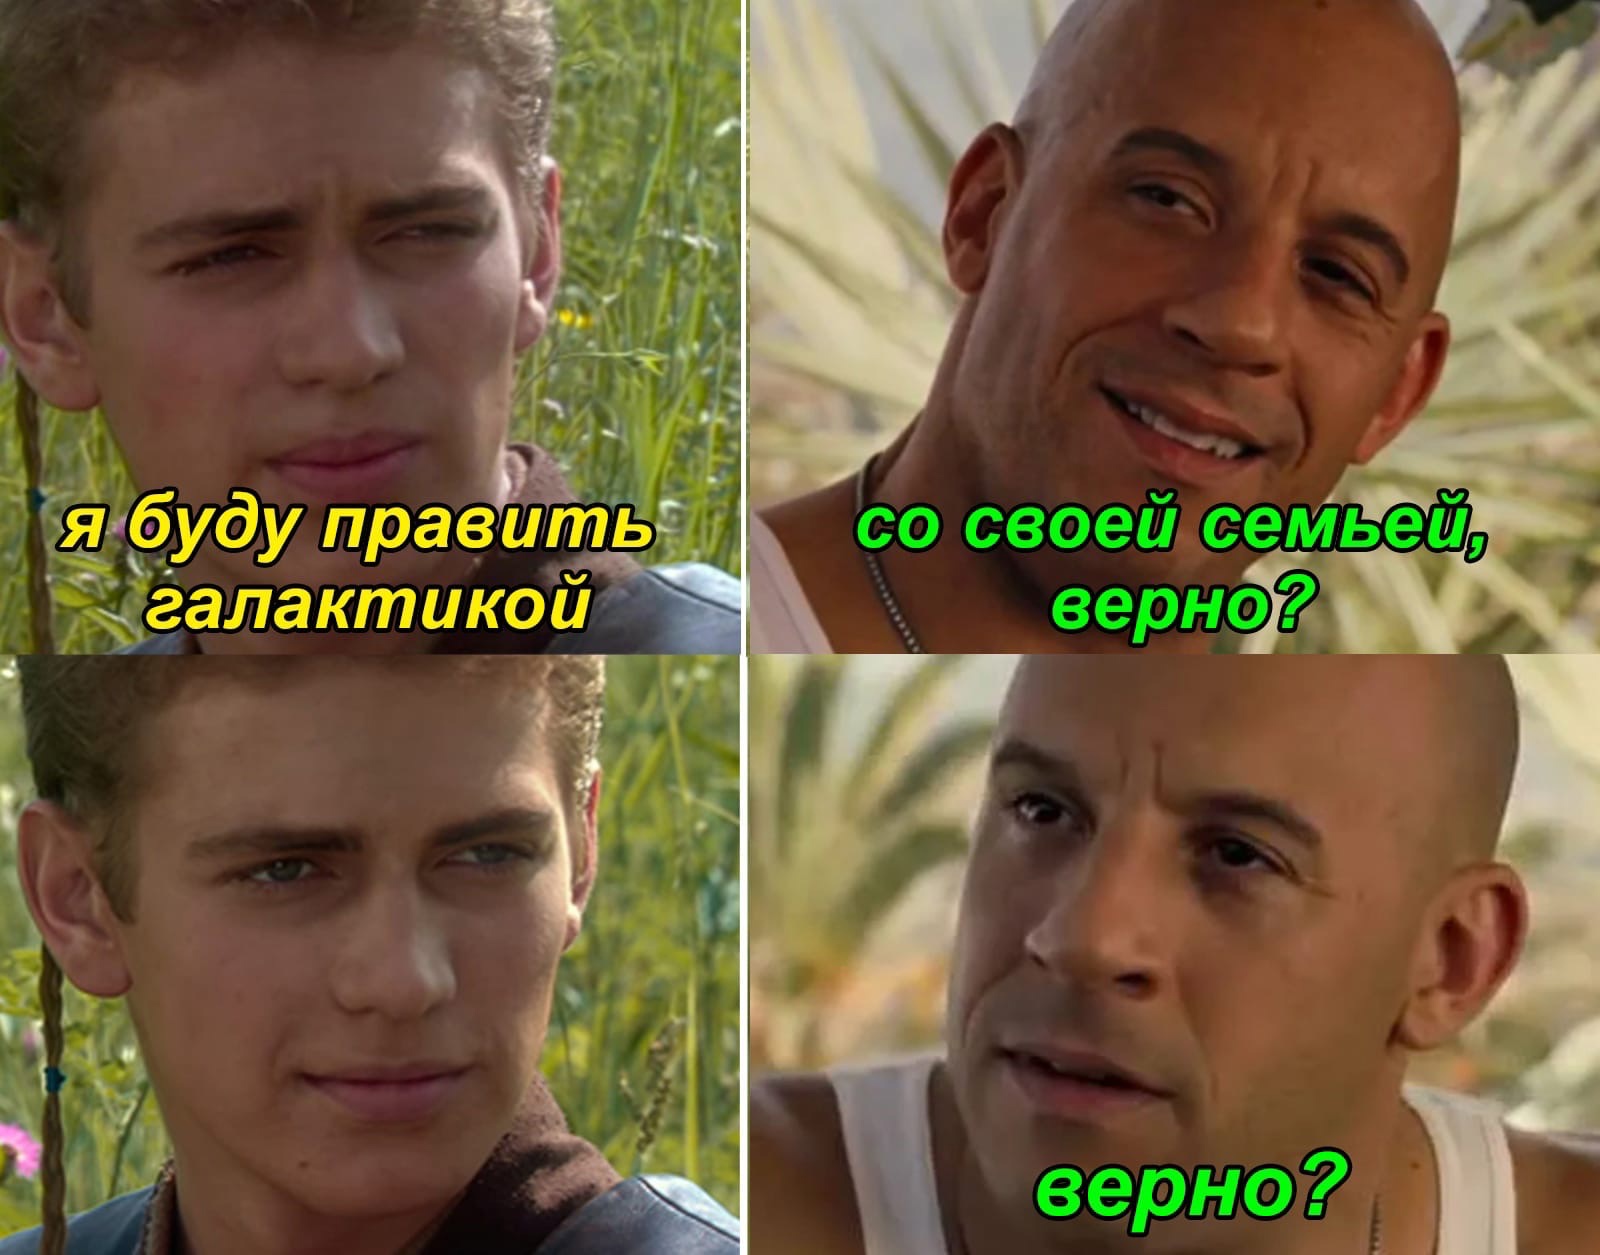 я буду править
галактикой
со своей семьей,
верно?
верно?